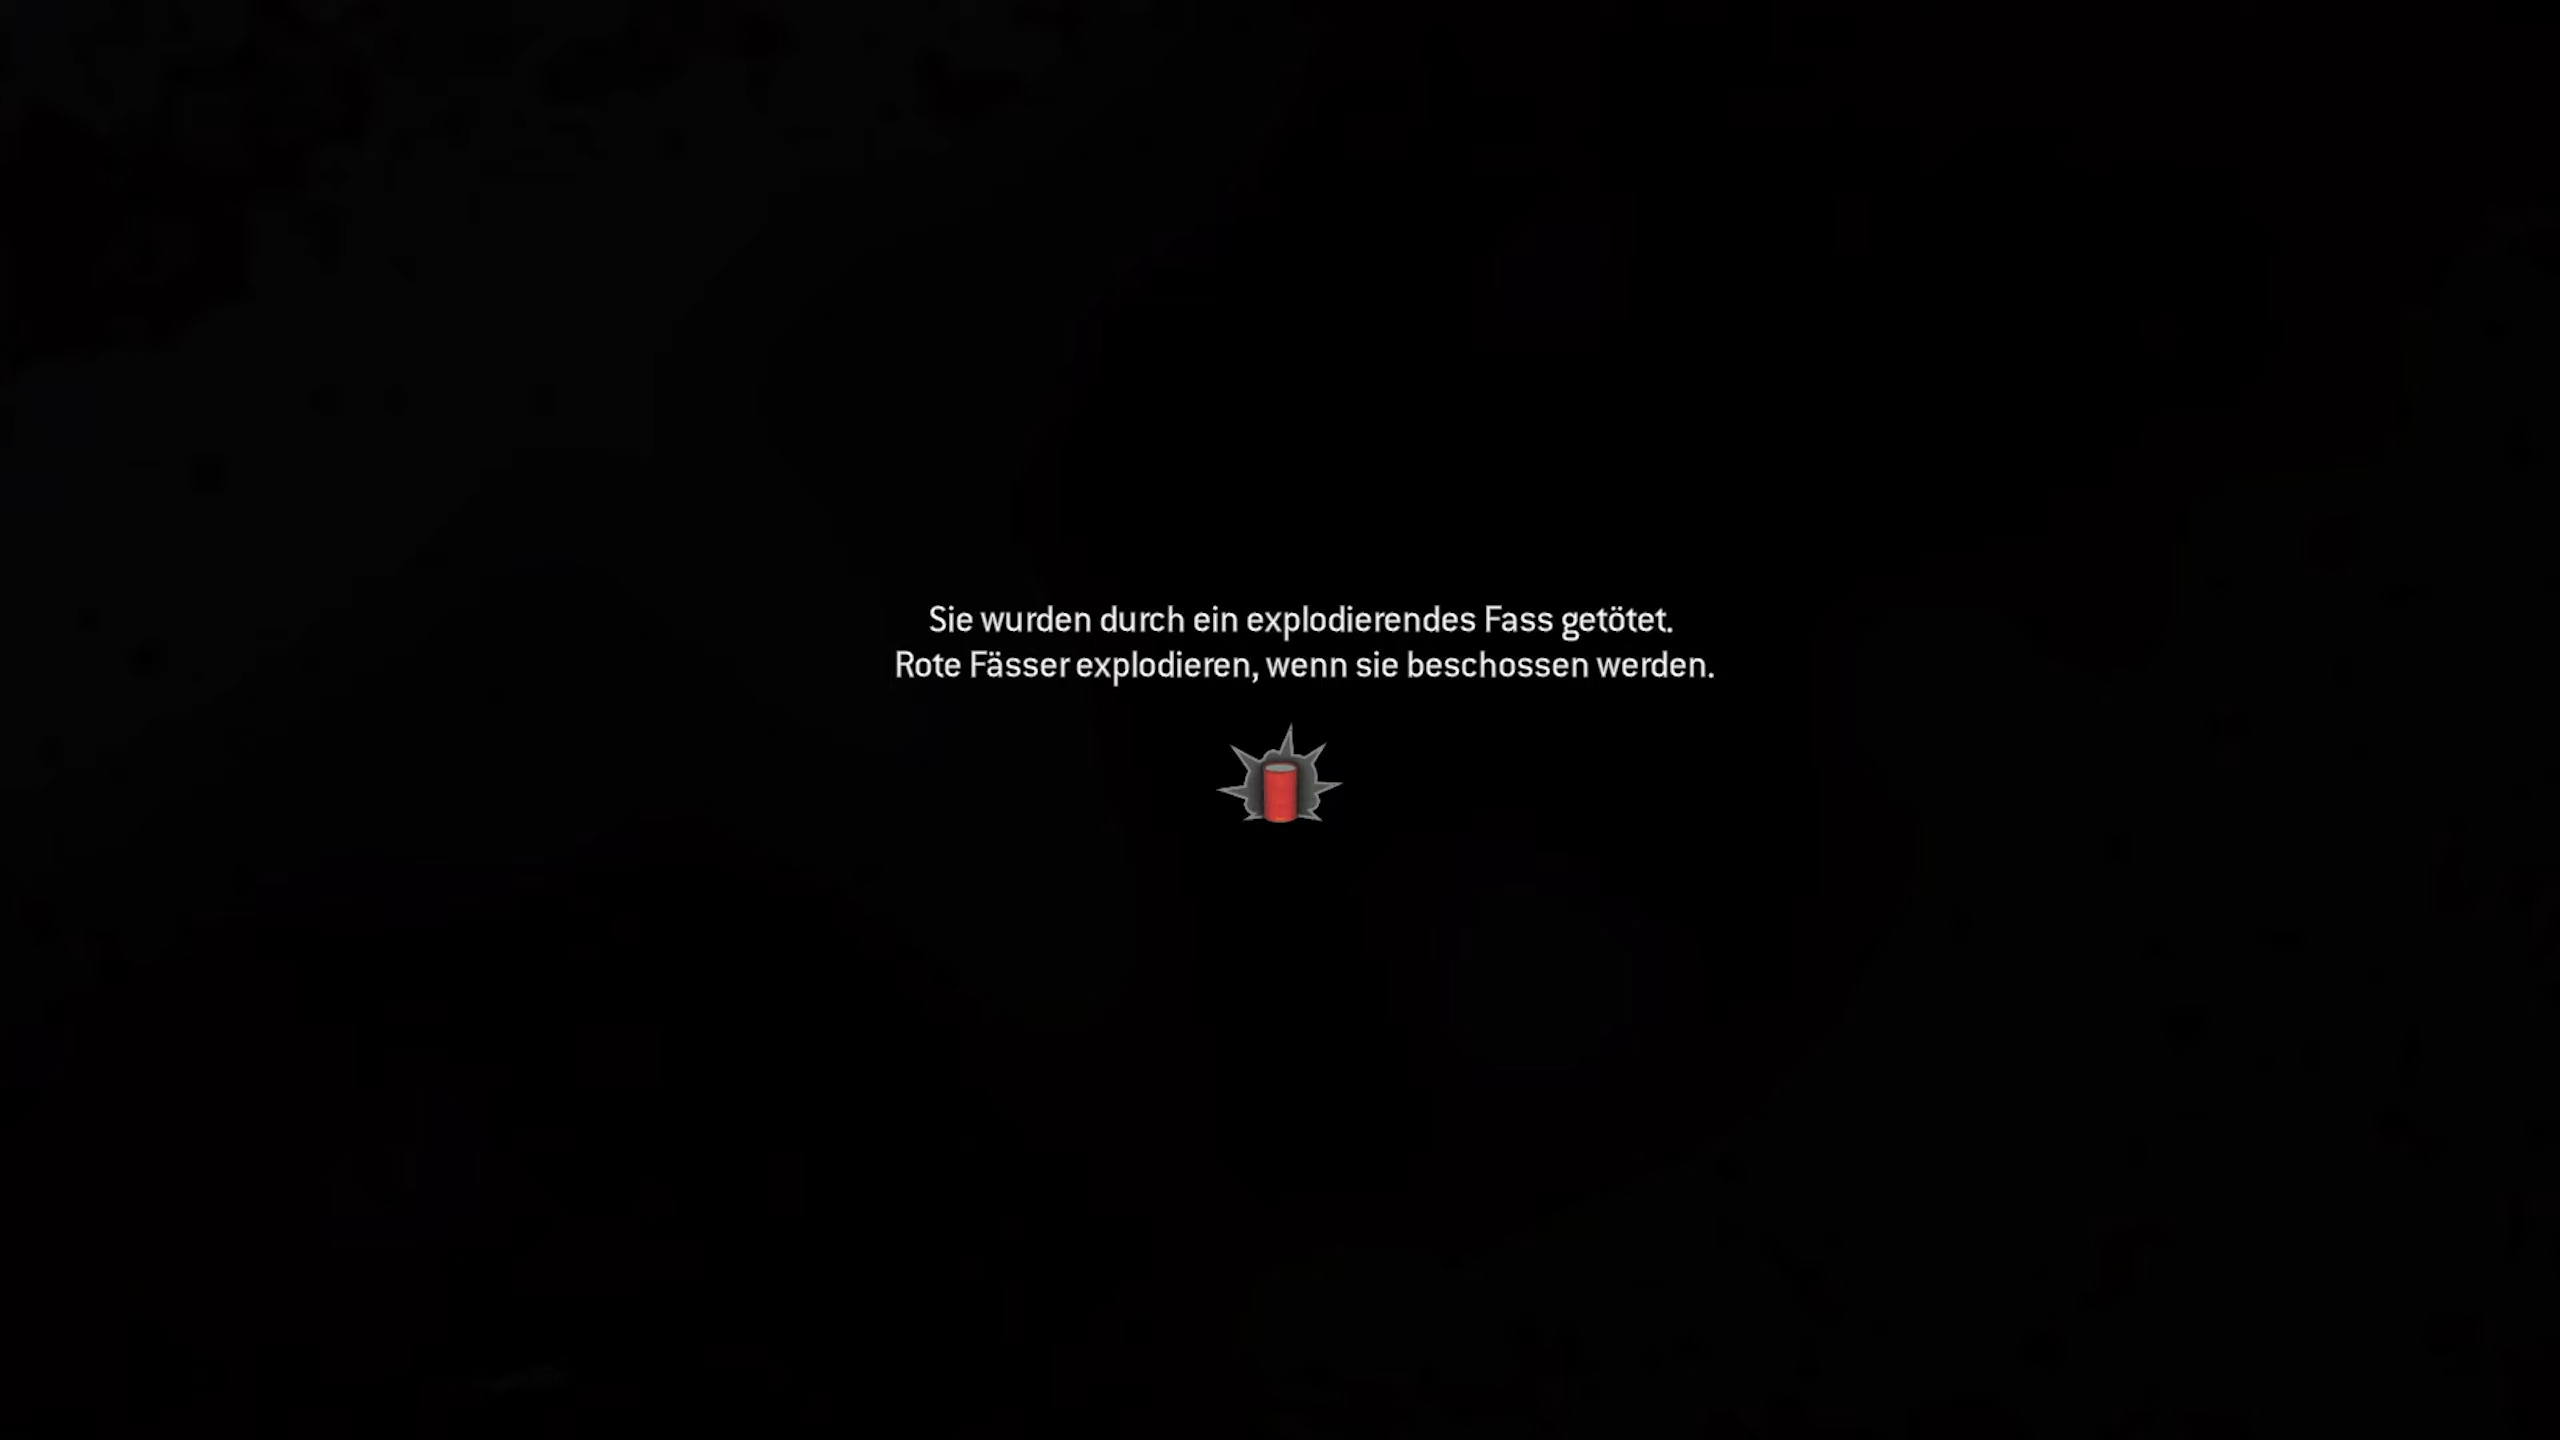 Sie wurden durch ein explodierendes Fass getötet.
Rote Fässer explodieren, wenn sie beschossen werden.